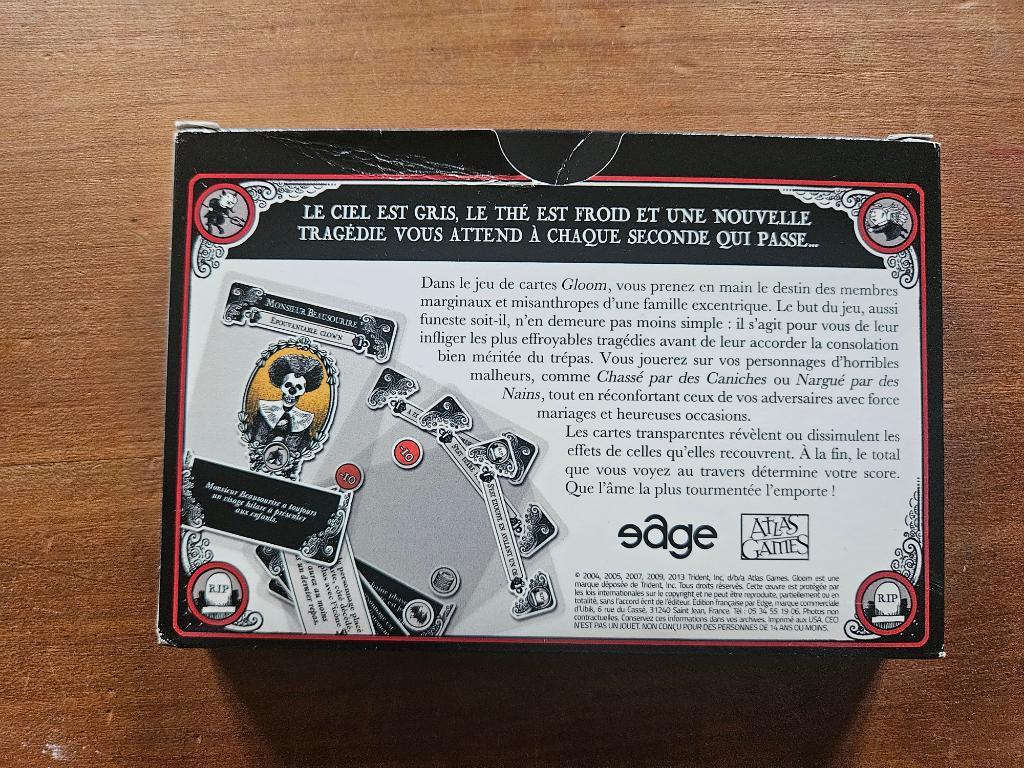 LE CIEL EST GRIS, LE THÉ EST FROID ET UNE NOUVELLE
TRAGÉDIE VOUS ATTEND À CHAQUE SECONDE QUI PASSE...
Dans le jeu de cartes Gloom, vous prenez en main le destin des membres
marginaux et misanthropes d'une famille excentrique. Le but du jeu, aussi
funeste soit-il, n'en demeure pas moins simple : il s'agit pour vous de leur
infliger les plus effroyables tragédies avant de leur accorder la consolation
bien méritée du trépas. Vous jouerez sur vos personnages d'horribles
malheurs, comme Chassé par des Caniches ou Nargué par des
Nains, tout en réconfortant ceux de vos adversaires avec force
mariages et heureuses occasions.
Les cartes transparentes révèlent ou dissimulent les
effets de celles qu'elles recouvrent. À la fin, le total
que vous voyez au travers détermine votre score.
Que l'âme la plus tourmentée l'emporte !
MONSIEUR BEAUSOURIRE
EPOUVANTABLE CLOWN
-10
-10
Monsieur Beausourire a toujours
un visage hilare à présenter
aux enfants.
personnage placé
avec l'icône
un dernier repas.
R.I.P
R.I.P
edge
ATLAS
GAMES
© 2004, 2005, 2007, 2009, 2013 Trident, Inc. d/b/a Atlas Games. Gloom est une
marque déposée de Trident, Inc. Tous droits réservés. Cette œuvre est protégée par
les lois internationales sur le copyright et ne peut être reproduite, partiellement ou en
totalité, sans l'accord écrit de l'éditeur. Édition française par Edge, marque commerciale
d'Ubik, 6 rue du Cassé, 31240 Saint Jean, France. Tél : 05 34 55 19 06. Photos non
contractuelles. Conservez ces informations dans vos archives. Imprimé aux USA. CECI
N'EST PAS UN JOUET. NON CONÇU POUR DES PERSONNES DE 14 ANS OU MOINS.